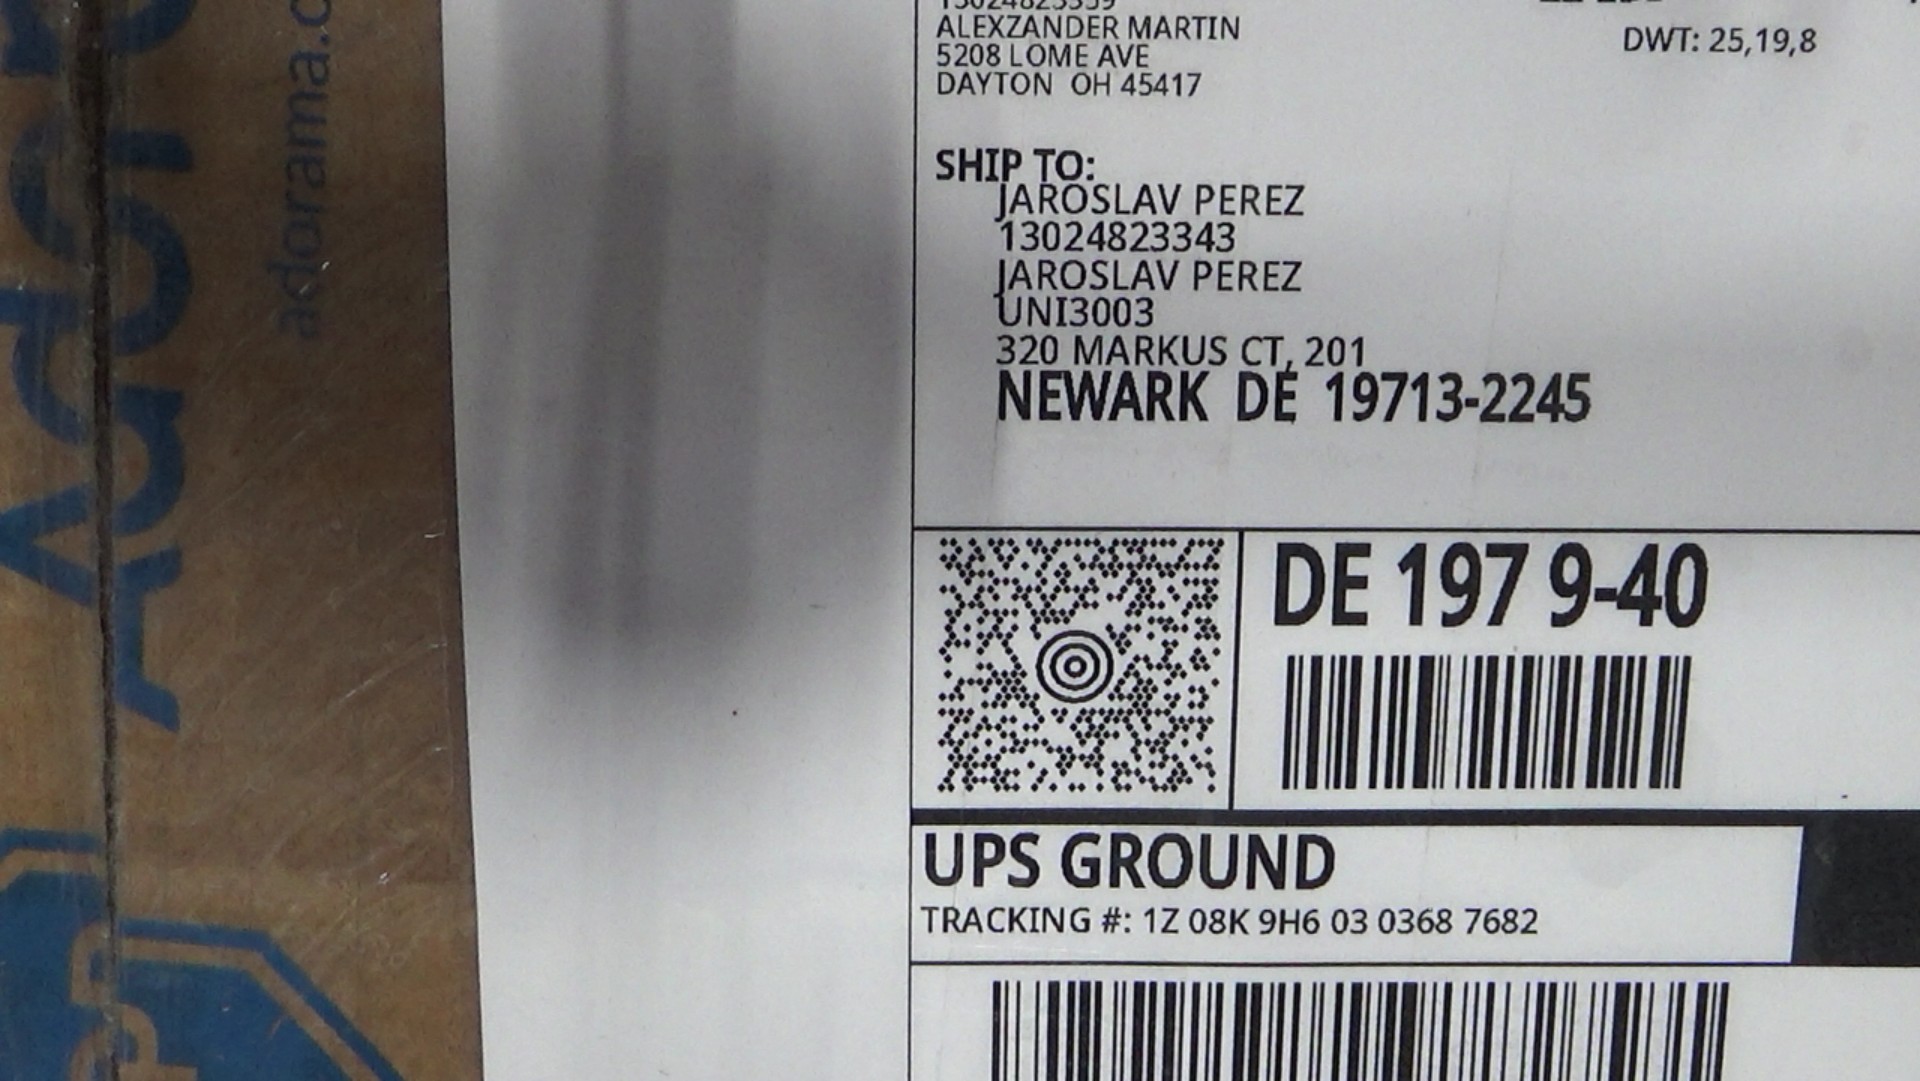 adorama.c
ALEXZANDER MARTIN
5208 LOME AVE
DAYTON OH 45417
DWT: 25,19,8
SHIP TO:
JAROSLAV PEREZ
13024823343
JAROSLAV PEREZ
UNI3003
320 MARKUS CT, 201
NEWARK DE 19713-2245
DE 197 9-40
UPS GROUND
TRACKING #: 1Z 08K 9H6 03 0368 7682